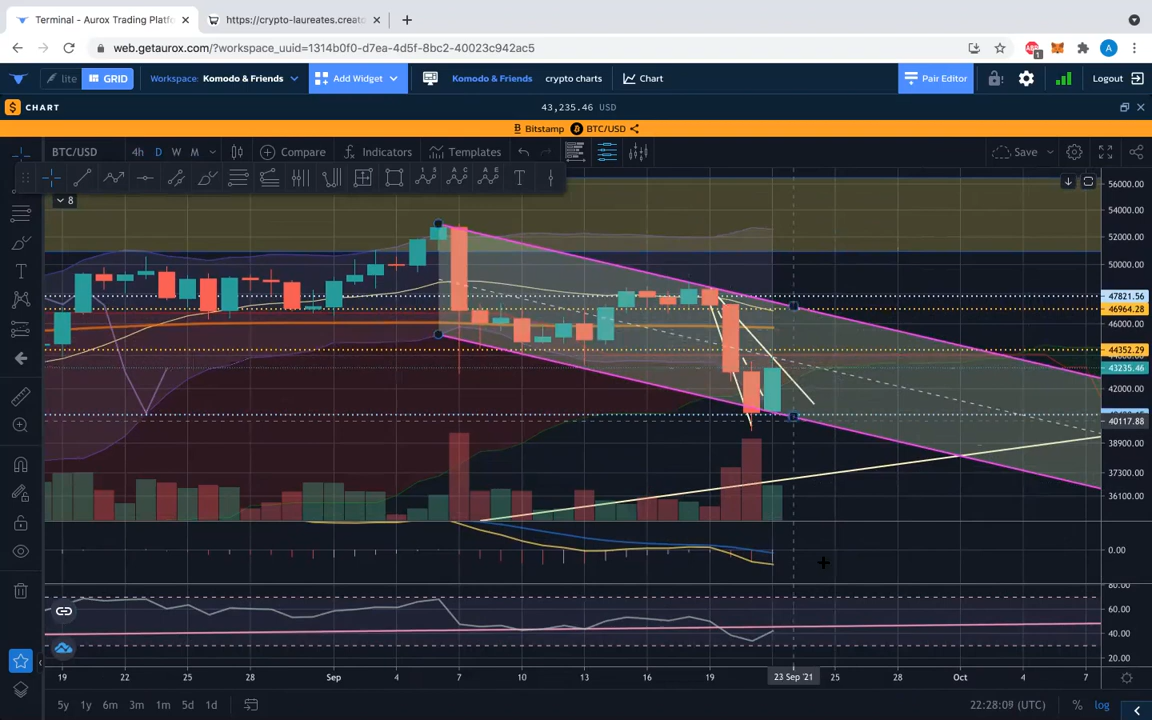 Terminal - Aurox Trading Platfo
https://crypto-laureates.creato
web.getaurox.com/?workspace_uuid=1314b0f0-d7ea-4d5f-8bc2-40023c942ac5
ABP
1
A
lite
GRID
Workspace: Komodo & Friends
Add Widget
Komodo & Friends
crypto charts
Chart
Pair Editor
Logout
CHART
43,235.46 USD
Bitstamp BTC/USD
BTC/USD
4h D W M
Compare
Indicators
Templates
Save
8
56000.00
54000.00
52000.00
50000.00
47821.56
46964.28
46000.00
44352.29
43235.46
42000.00
40117.88
38900.00
37300.00
36100.00
0.00
80.00
60.00
40.00
20.00
19 22 25 28 Sep 4 7 10 13 16 19 23 Sep '21 25 28 Oct 4 7
5y 1y 6m 3m 1m 5d 1d
22:28:09 (UTC) % log